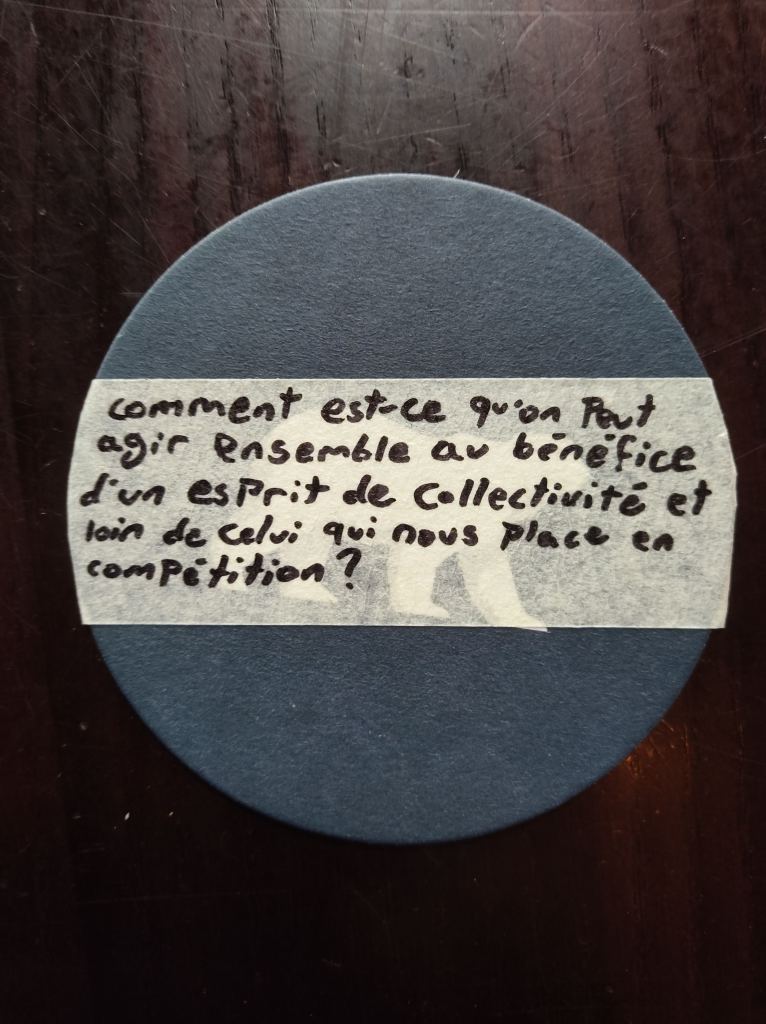 comment est-ce qu'on peut
agir ensemble au bénéfice
d'un esprit de collectivité et
loin de celui qui nous place en
compétition ?